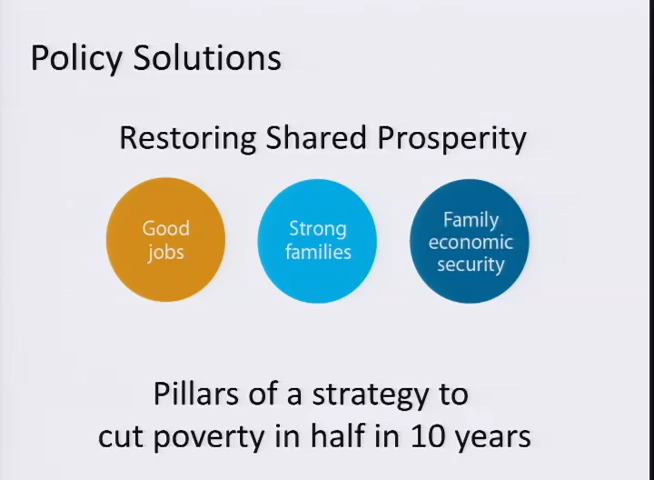 Policy Solutions
Restoring Shared Prosperity
Good
jobs
Strong
families
Family
economic
security
Pillars of a strategy to
cut poverty in half in 10 years